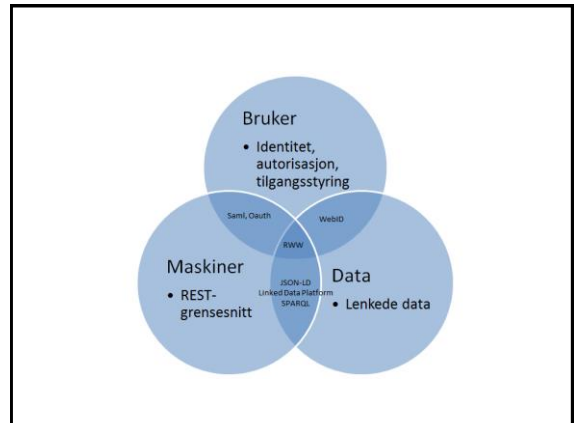 Bruker
• Identitet,
autorisasjon,
tilgangsstyring
Saml, Oauth
WebID
RWW
Maskiner
• REST-
grensesnitt
JSON-LD
Linked Data Platform
SPARQL
Data
• Lenkede data